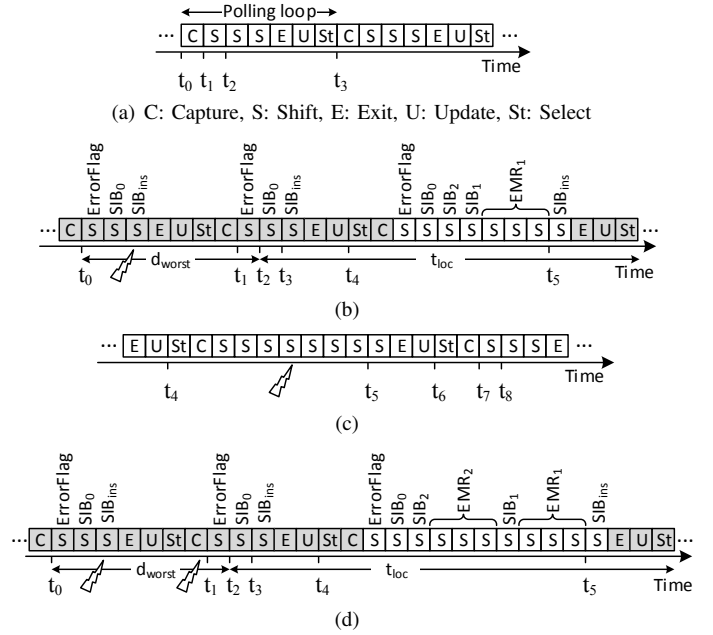 Polling loop
... C S S S E U St C S S S E U St ...
Time
t0 t1 t2 t3
(a) C: Capture, S: Shift, E: Exit, U: Update, St: Select
ErrorFlag SIB0 SIBins ErrorFlag SIB0 SIBins ErrorFlag SIB0 SIB2 SIB1 EMR1 SIBins
... C S S S E U St C S S S E U St C S S S S S S S S E U St ...
t0 dworst t1 t2 t3 t4 tloc t5 Time
(b)
... E U St C S S S S S S S S E U St C S S S E ...
Time
t4 t5 t6 t7 t8
(c)
ErrorFlag SIB0 SIBins ErrorFlag SIB0 SIBins ErrorFlag SIB0 SIB2 EMR2 SIB1 EMR1 SIBins
... C S S S E U St C S S S E U St C S S S S S S S S S S S E U St ...
t0 dworst t1 t2 t3 t4 tloc t5 Time
(d)